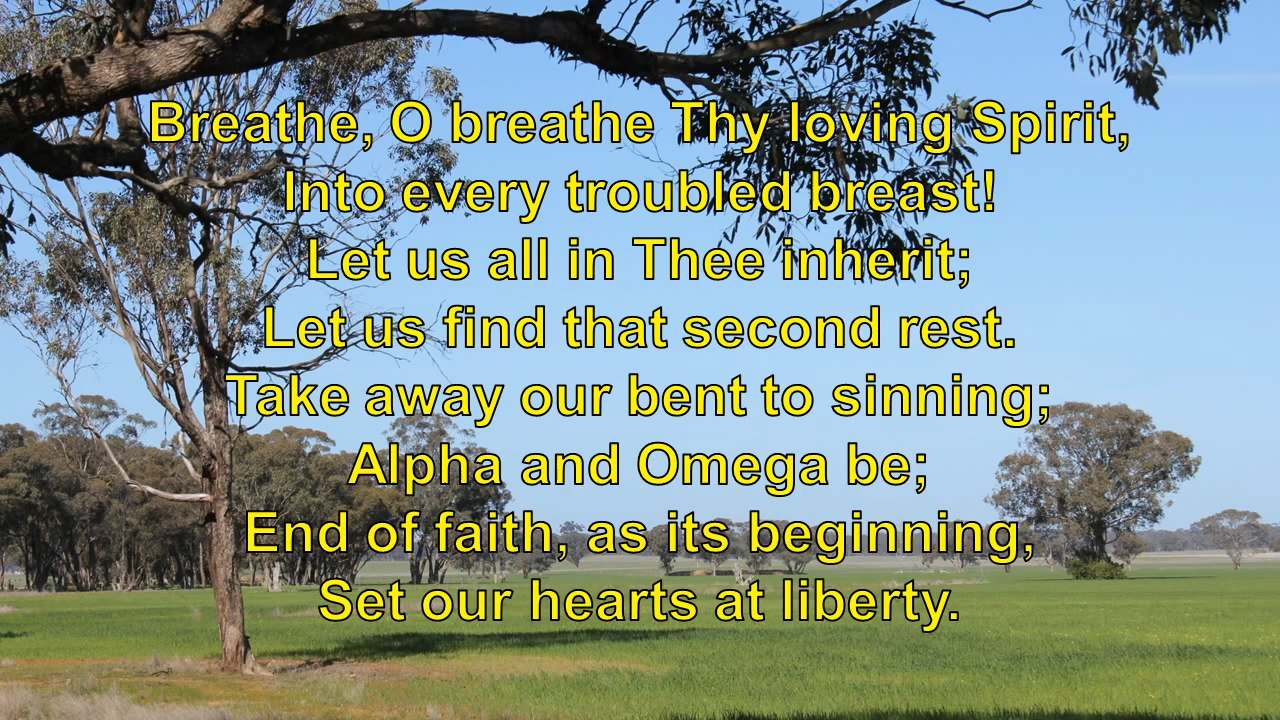 Breathe, O breathe Thy loving Spirit,
Into every troubled breast!
Let us all in Thee inherit;
Let us find that second rest.
Take away our bent to sinning;
Alpha and Omega be;
End of faith, as its beginning,
Set our hearts at liberty.